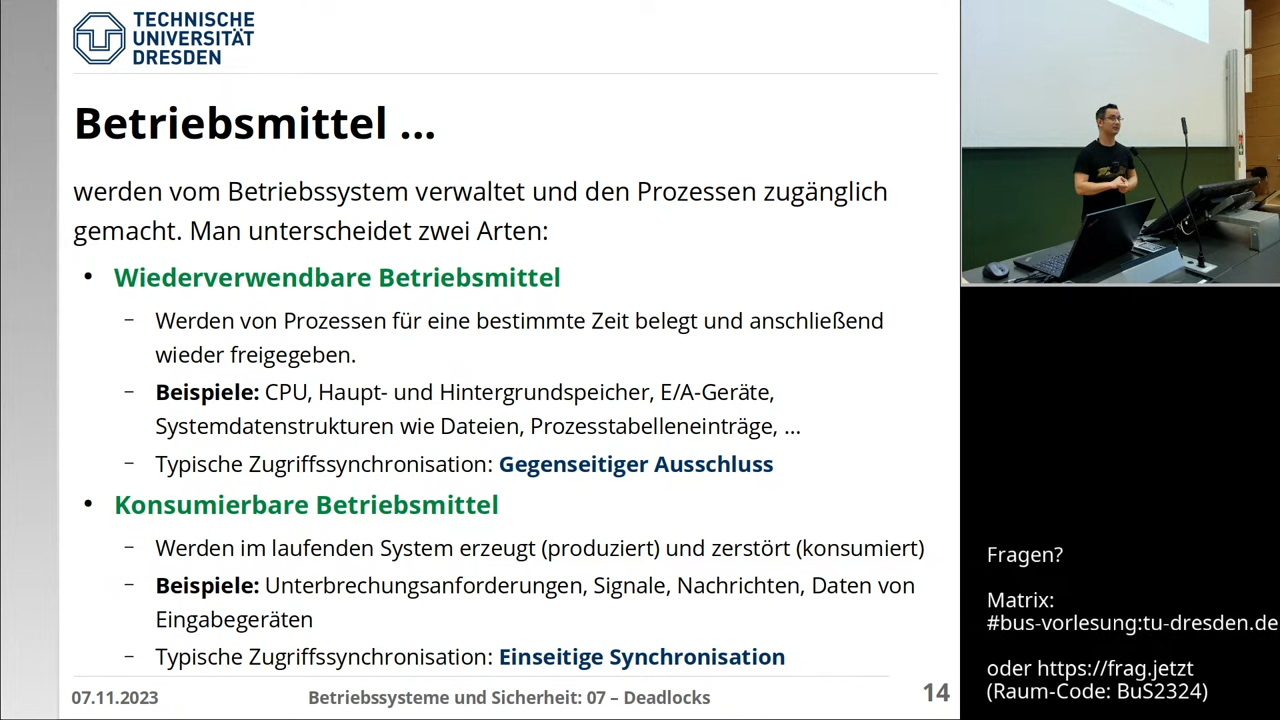 TECHNISCHE
UNIVERSITÄT
DRESDEN
Betriebsmittel ...
werden vom Betriebssystem verwaltet und den Prozessen zugänglich
gemacht. Man unterscheidet zwei Arten:
• Wiederverwendbare Betriebsmittel
– Werden von Prozessen für eine bestimmte Zeit belegt und anschließend
wieder freigegeben.
– Beispiele: CPU, Haupt- und Hintergrundspeicher, E/A-Geräte,
Systemdatenstrukturen wie Dateien, Prozesstabelleneinträge, ...
– Typische Zugriffssynchronisation: Gegenseitiger Ausschluss
• Konsumierbare Betriebsmittel
– Werden im laufenden System erzeugt (produziert) und zerstört (konsumiert)
– Beispiele: Unterbrechungsanforderungen, Signale, Nachrichten, Daten von
Eingabegeräten
– Typische Zugriffssynchronisation: Einseitige Synchronisation
07.11.2023
Betriebssysteme und Sicherheit: 07 – Deadlocks
14
Fragen?
Matrix:
#bus-vorlesung:tu-dresden.de
oder https://frag.jetzt
(Raum-Code: BuS2324)